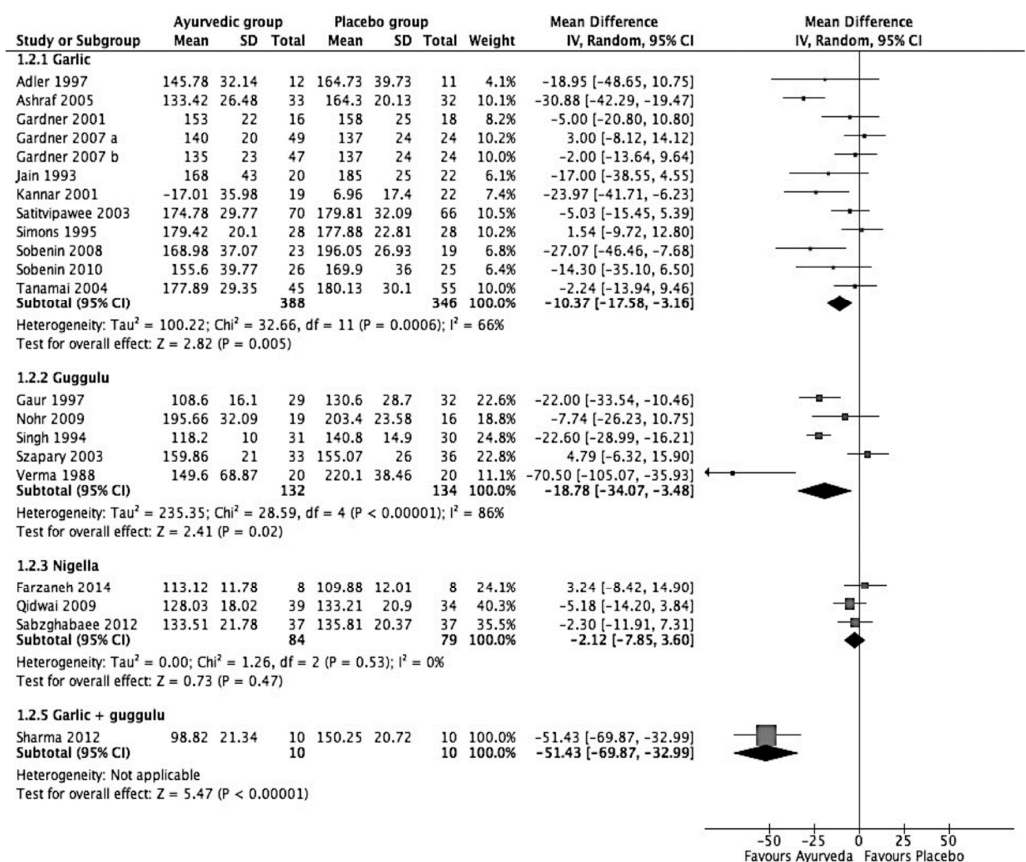 Ayurvedic group Placebo group Mean Difference Mean Difference
Study or Subgroup Mean SD Total Mean SD Total Weight IV, Random, 95% CI IV, Random, 95% CI
1.2.1 Garlic
Adler 1997 145.78 32.14 12 164.73 39.73 11 4.1% -18.95 [-48.65, 10.75]
Ashraf 2005 133.42 26.48 33 164.3 20.13 32 10.1% -30.88 [-42.29, -19.47]
Gardner 2001 153 22 16 158 25 18 8.2% -5.00 [-20.80, 10.80]
Gardner 2007 a 140 20 49 137 24 24 10.2% 3.00 [-8.12, 14.12]
Gardner 2007 b 135 23 47 137 24 24 10.0% -2.00 [-13.64, 9.64]
Jain 1993 168 43 20 185 25 22 6.1% -17.00 [-38.55, 4.55]
Kannar 2001 -17.01 35.98 19 6.96 17.4 22 7.4% -23.97 [-41.71, -6.23]
Satitvipawee 2003 174.78 29.77 70 179.81 32.09 66 10.5% -5.03 [-15.45, 5.39]
Simons 1995 179.42 20.1 28 177.88 22.81 28 10.2% 1.54 [-9.72, 12.80]
Sobenin 2008 168.98 37.07 23 196.05 26.93 19 6.8% -27.07 [-46.46, -7.68]
Sobenin 2010 155.6 39.77 26 169.9 36 25 6.4% -14.30 [-35.10, 6.50]
Tanamai 2004 177.89 29.35 45 180.13 30.1 55 10.0% -2.24 [-13.94, 9.46]
Subtotal (95% CI) 388 346 100.0% -10.37 [-17.58, -3.16]
Heterogeneity: Tau² = 100.22; Chi² = 32.66, df = 11 (P = 0.0006); I² = 66%
Test for overall effect: Z = 2.82 (P = 0.005)
1.2.2 Guggulu
Gaur 1997 108.6 16.1 29 130.6 28.7 32 22.6% -22.00 [-33.54, -10.46]
Nohr 2009 195.66 32.09 19 203.4 23.58 16 18.8% -7.74 [-26.23, 10.75]
Singh 1994 118.2 10 31 140.8 14.9 30 24.8% -22.60 [-28.99, -16.21]
Szapary 2003 159.86 21 33 155.07 26 36 22.8% 4.79 [-6.32, 15.90]
Verma 1988 149.6 68.87 20 220.1 38.46 20 11.1% -70.50 [-105.07, -35.93]
Subtotal (95% CI) 132 134 100.0% -18.78 [-34.07, -3.48]
Heterogeneity: Tau² = 235.35; Chi² = 28.59, df = 4 (P < 0.00001); I² = 86%
Test for overall effect: Z = 2.41 (P = 0.02)
1.2.3 Nigella
Farzaneh 2014 113.12 11.78 8 109.88 12.01 8 24.1% 3.24 [-8.42, 14.90]
Qidwai 2009 128.03 18.02 39 133.21 20.9 34 40.3% -5.18 [-14.20, 3.84]
Sabzghabaee 2012 133.51 21.78 37 135.81 20.37 37 35.5% -2.30 [-11.91, 7.31]
Subtotal (95% CI) 84 79 100.0% -2.12 [-7.85, 3.60]
Heterogeneity: Tau² = 0.00; Chi² = 1.26, df = 2 (P = 0.53); I² = 0%
Test for overall effect: Z = 0.73 (P = 0.47)
1.2.5 Garlic + guggulu
Sharma 2012 98.82 21.34 10 150.25 20.72 10 100.0% -51.43 [-69.87, -32.99]
Subtotal (95% CI) 10 10 100.0% -51.43 [-69.87, -32.99]
Heterogeneity: Not applicable
Test for overall effect: Z = 5.47 (P < 0.00001)
-50 -25 0 25 50
Favours Ayurveda Favours Placebo